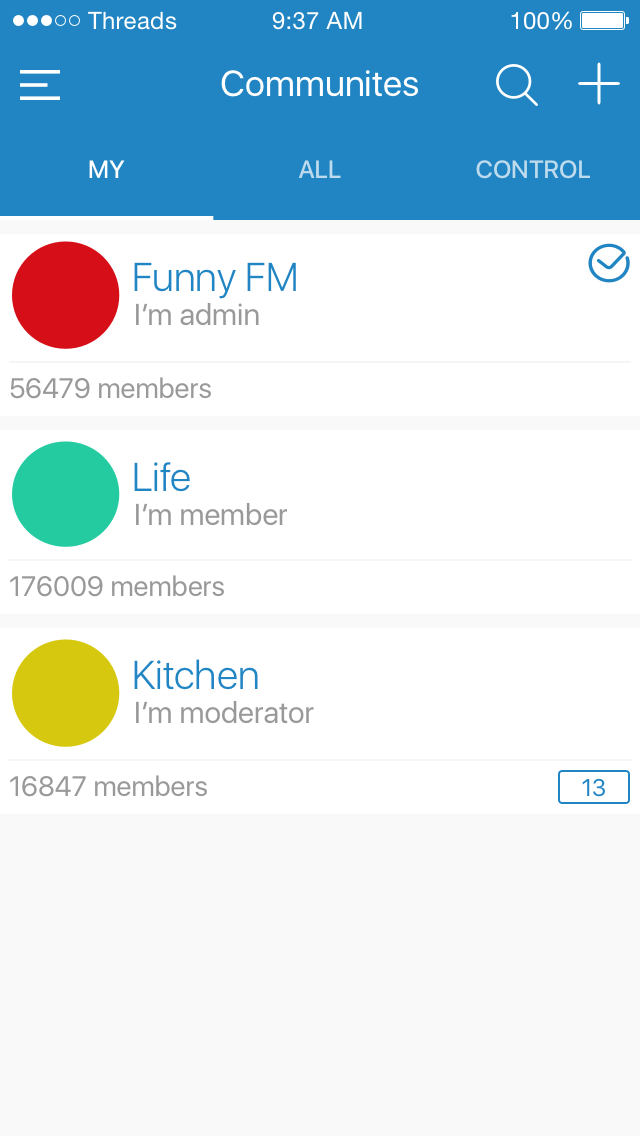 Threads 9:37 AM 100%
Communites
MY ALL CONTROL
Funny FM
I'm admin
56479 members
Life
I'm member
176009 members
Kitchen
I'm moderator
16847 members 13